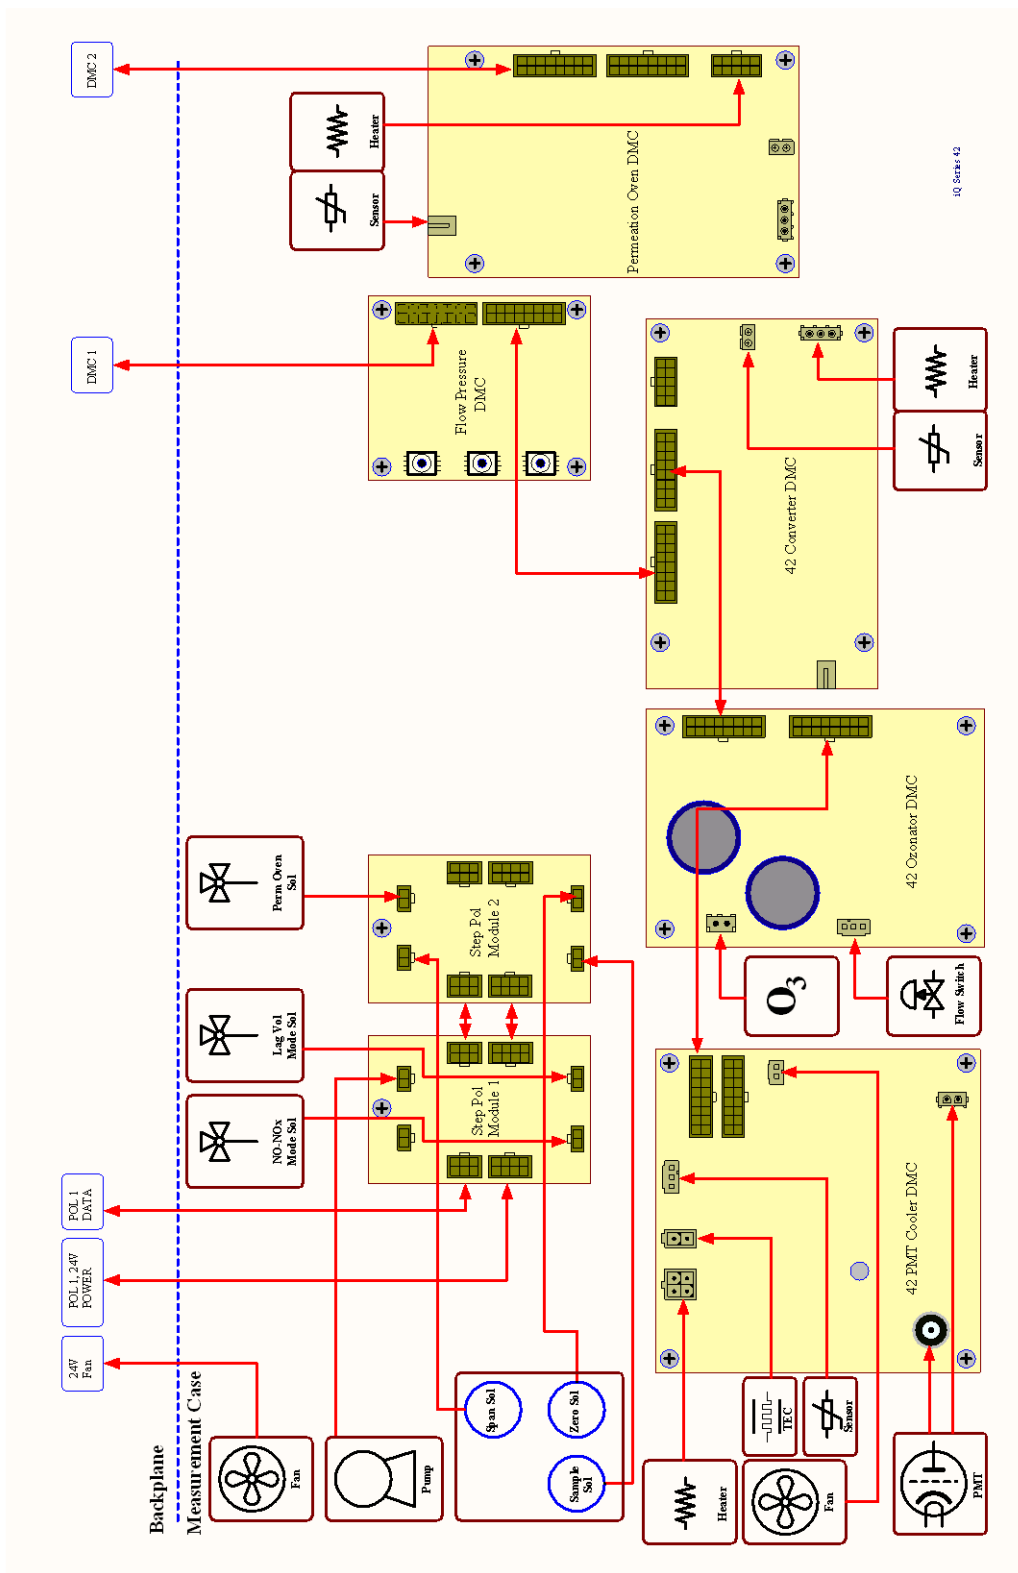 24V
Fan
POL 1, 24V
POWER
POL 1
DATA
DMC 1
DMC 2
Backplane
Measurement Case
Fan
NO-NOx
Mode Sol
Lag Vol
Mode Sol
Perm Oven
Sol
Sensor
Heater
Pump
Step Pol
Module 1
Step Pol
Module 2
Flow Pressure
DMC
Span Sol
Zero Sol
Sample
Sol
Permeation Oven DMC
Heater
TEC
Sensor
Fan
PMT
42 PMT Cooler DMC
O3
Flow Switch
42 Ozonator DMC
42 Converter DMC
Sensor
Heater
iQ Series 42